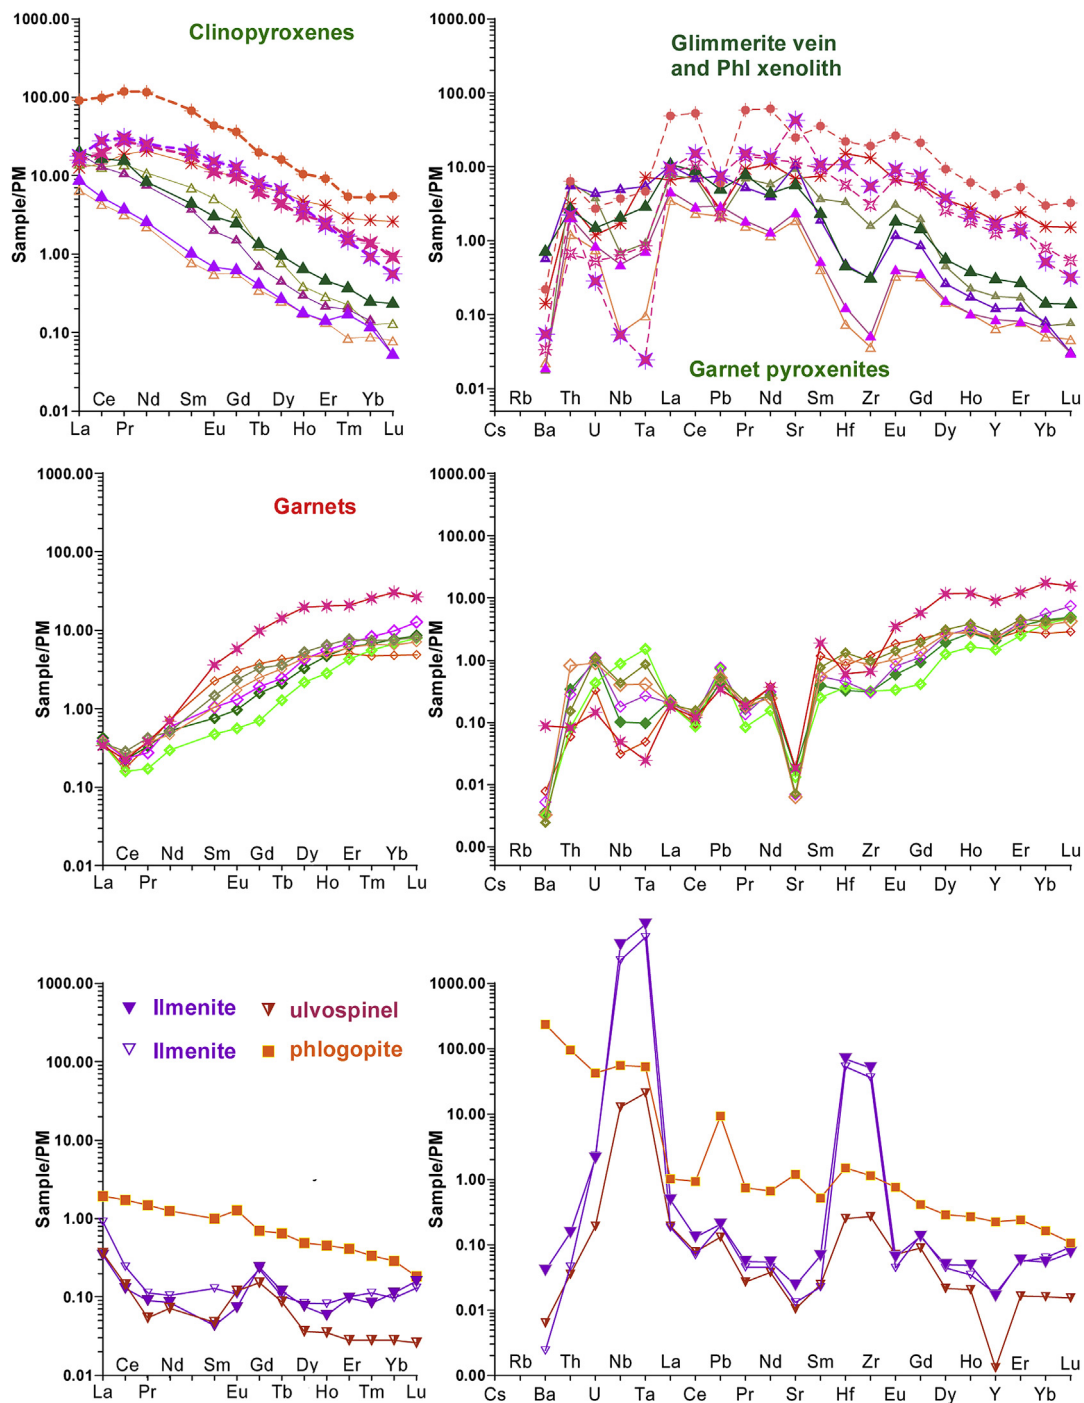 1000.00
100.00
10.00
1.00
0.10
0.01
Sample/PM
Clinopyroxenes
Ce Nd Sm Gd Dy Er Yb
La Pr Eu Tb Ho Tm Lu
1000.00
100.00
10.00
1.00
0.10
0.01
Sample/PM
Glimmerite vein
and Phl xenolith
Garnet pyroxenites
Rb Th Nb La Pb Nd Sm Zr Gd Ho Er Lu
Cs Ba U Ta Ce Pr Sr Hf Eu Dy Y Yb
1000.00
100.00
10.00
1.00
0.10
0.01
Sample/PM
Garnets
Ce Nd Sm Gd Dy Er Yb
La Pr Eu Tb Ho Tm Lu
1000.00
100.00
10.00
1.00
0.10
0.01
0.00
Sample/PM
Rb Th Nb La Pb Nd Sm Zr Gd Ho Er Lu
Cs Ba U Ta Ce Pr Sr Hf Eu Dy Y Yb
1000.00
100.00
10.00
1.00
0.10
0.01
Sample/PM
Ilmenite ulvospinel
Ilmenite phlogopite
Ce Nd Sm Gd Dy Er Yb
La Pr Eu Tb Ho Tm Lu
1000.00
100.00
10.00
1.00
0.10
0.01
0.00
Sample/PM
Rb Th Nb La Pb Nd Sm Zr Gd Ho Er Lu
Cs Ba U Ta Ce Pr Sr Hf Eu Dy Y Yb